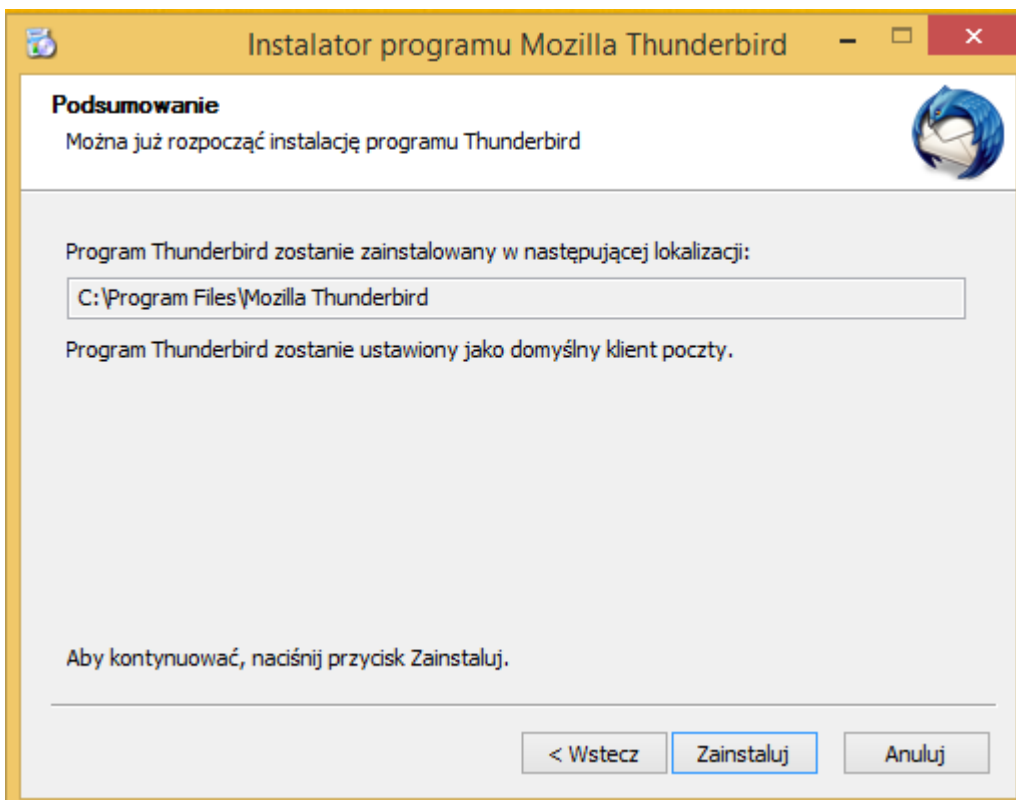 Instalator programu Mozilla Thunderbird
Podsumowanie
Można już rozpocząć instalację programu Thunderbird
Program Thunderbird zostanie zainstalowany w następującej lokalizacji:
C:\Program Files\Mozilla Thunderbird
Program Thunderbird zostanie ustawiony jako domyślny klient poczty.
Aby kontynuować, naciśnij przycisk Zainstaluj.
< Wstecz Zainstaluj Anuluj